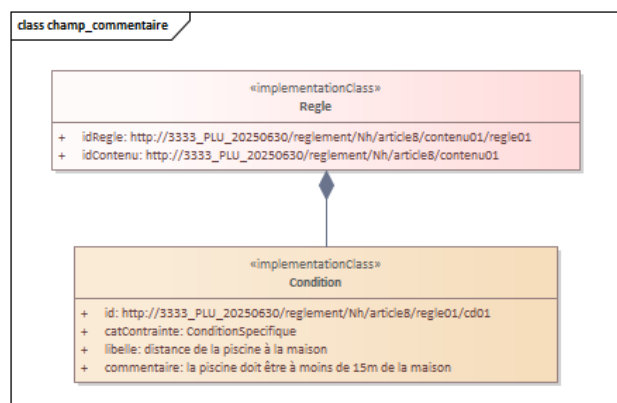 class champ_commentaire
«implementationClass»
Regle
+ idRegle: http://3333_PLU_20250630/reglement/Nh/article8/contenu01/regle01
+ idContenu: http://3333_PLU_20250630/reglement/Nh/article8/contenu01
«implementationClass»
Condition
+ id: http://3333_PLU_20250630/reglement/Nh/article8/regle01/cd01
+ catContrainte: ConditionSpecifique
+ libelle: distance de la piscine à la maison
+ commentaire: la piscine doit être à moins de 15m de la maison